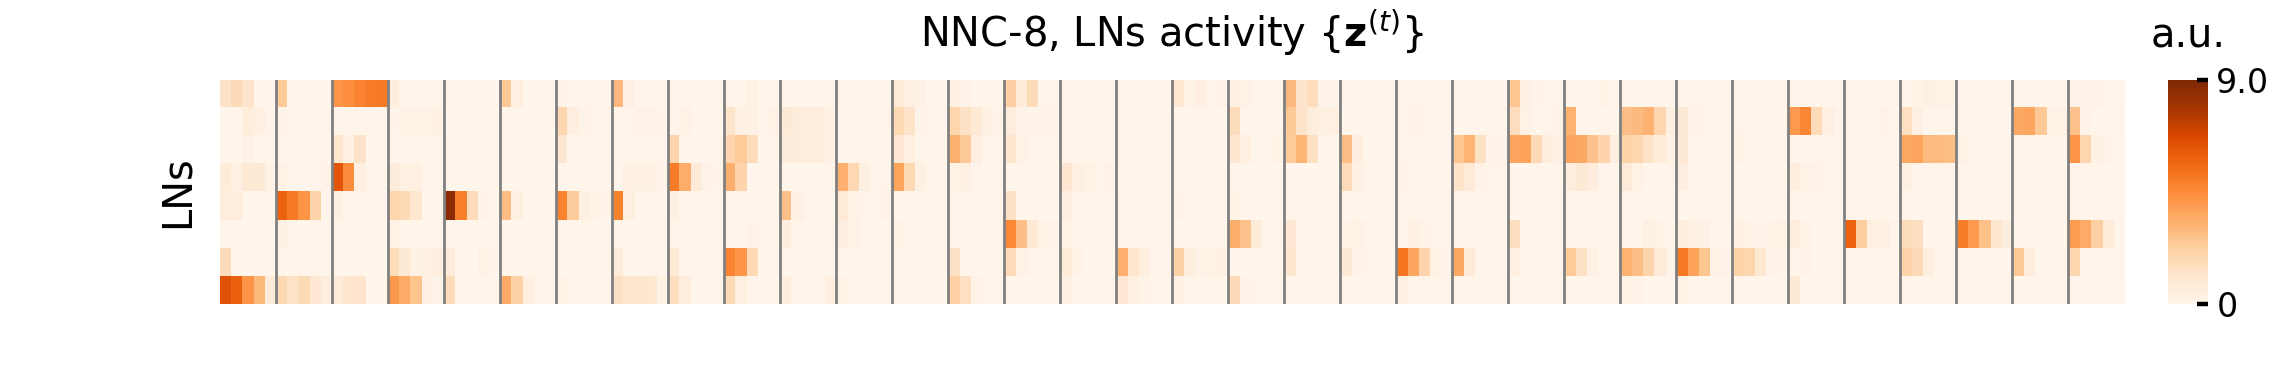 NNC-8, LNs activity {𝐳⁽ᵗ⁾}
a.u.
9.0
LNs
0